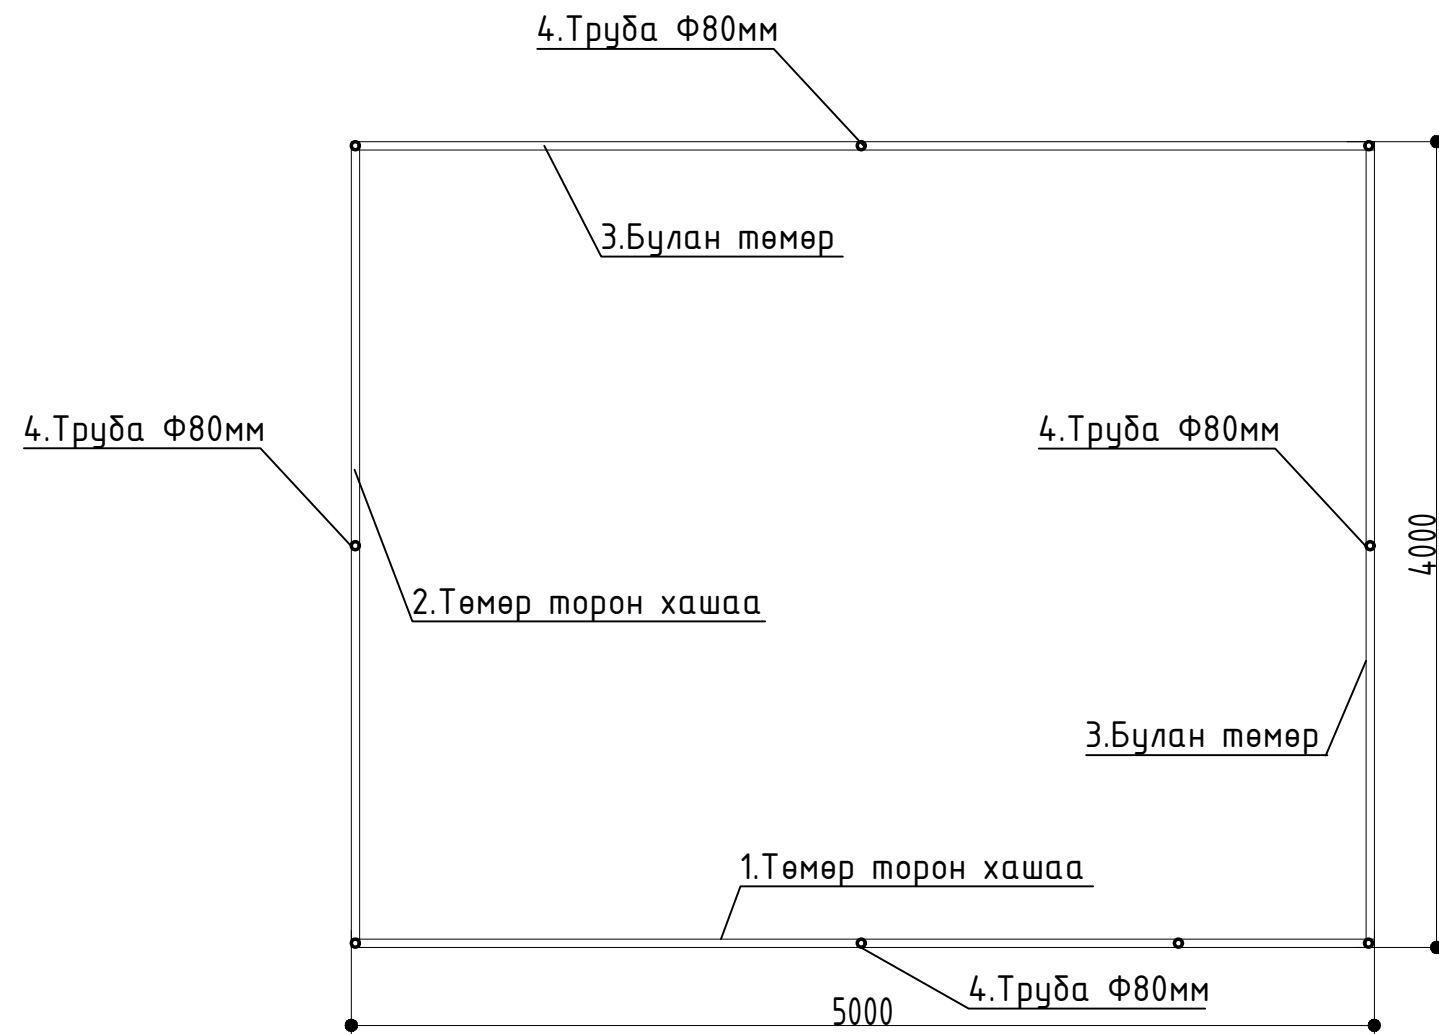 4.Труба Ф80мм
3.Булан төмөр
4.Труба Ф80мм
4.Труба Ф80мм
4000
2.Төмөр торон хашаа
3.Булан төмөр
1.Төмөр торон хашаа
4.Труба Ф80мм
5000